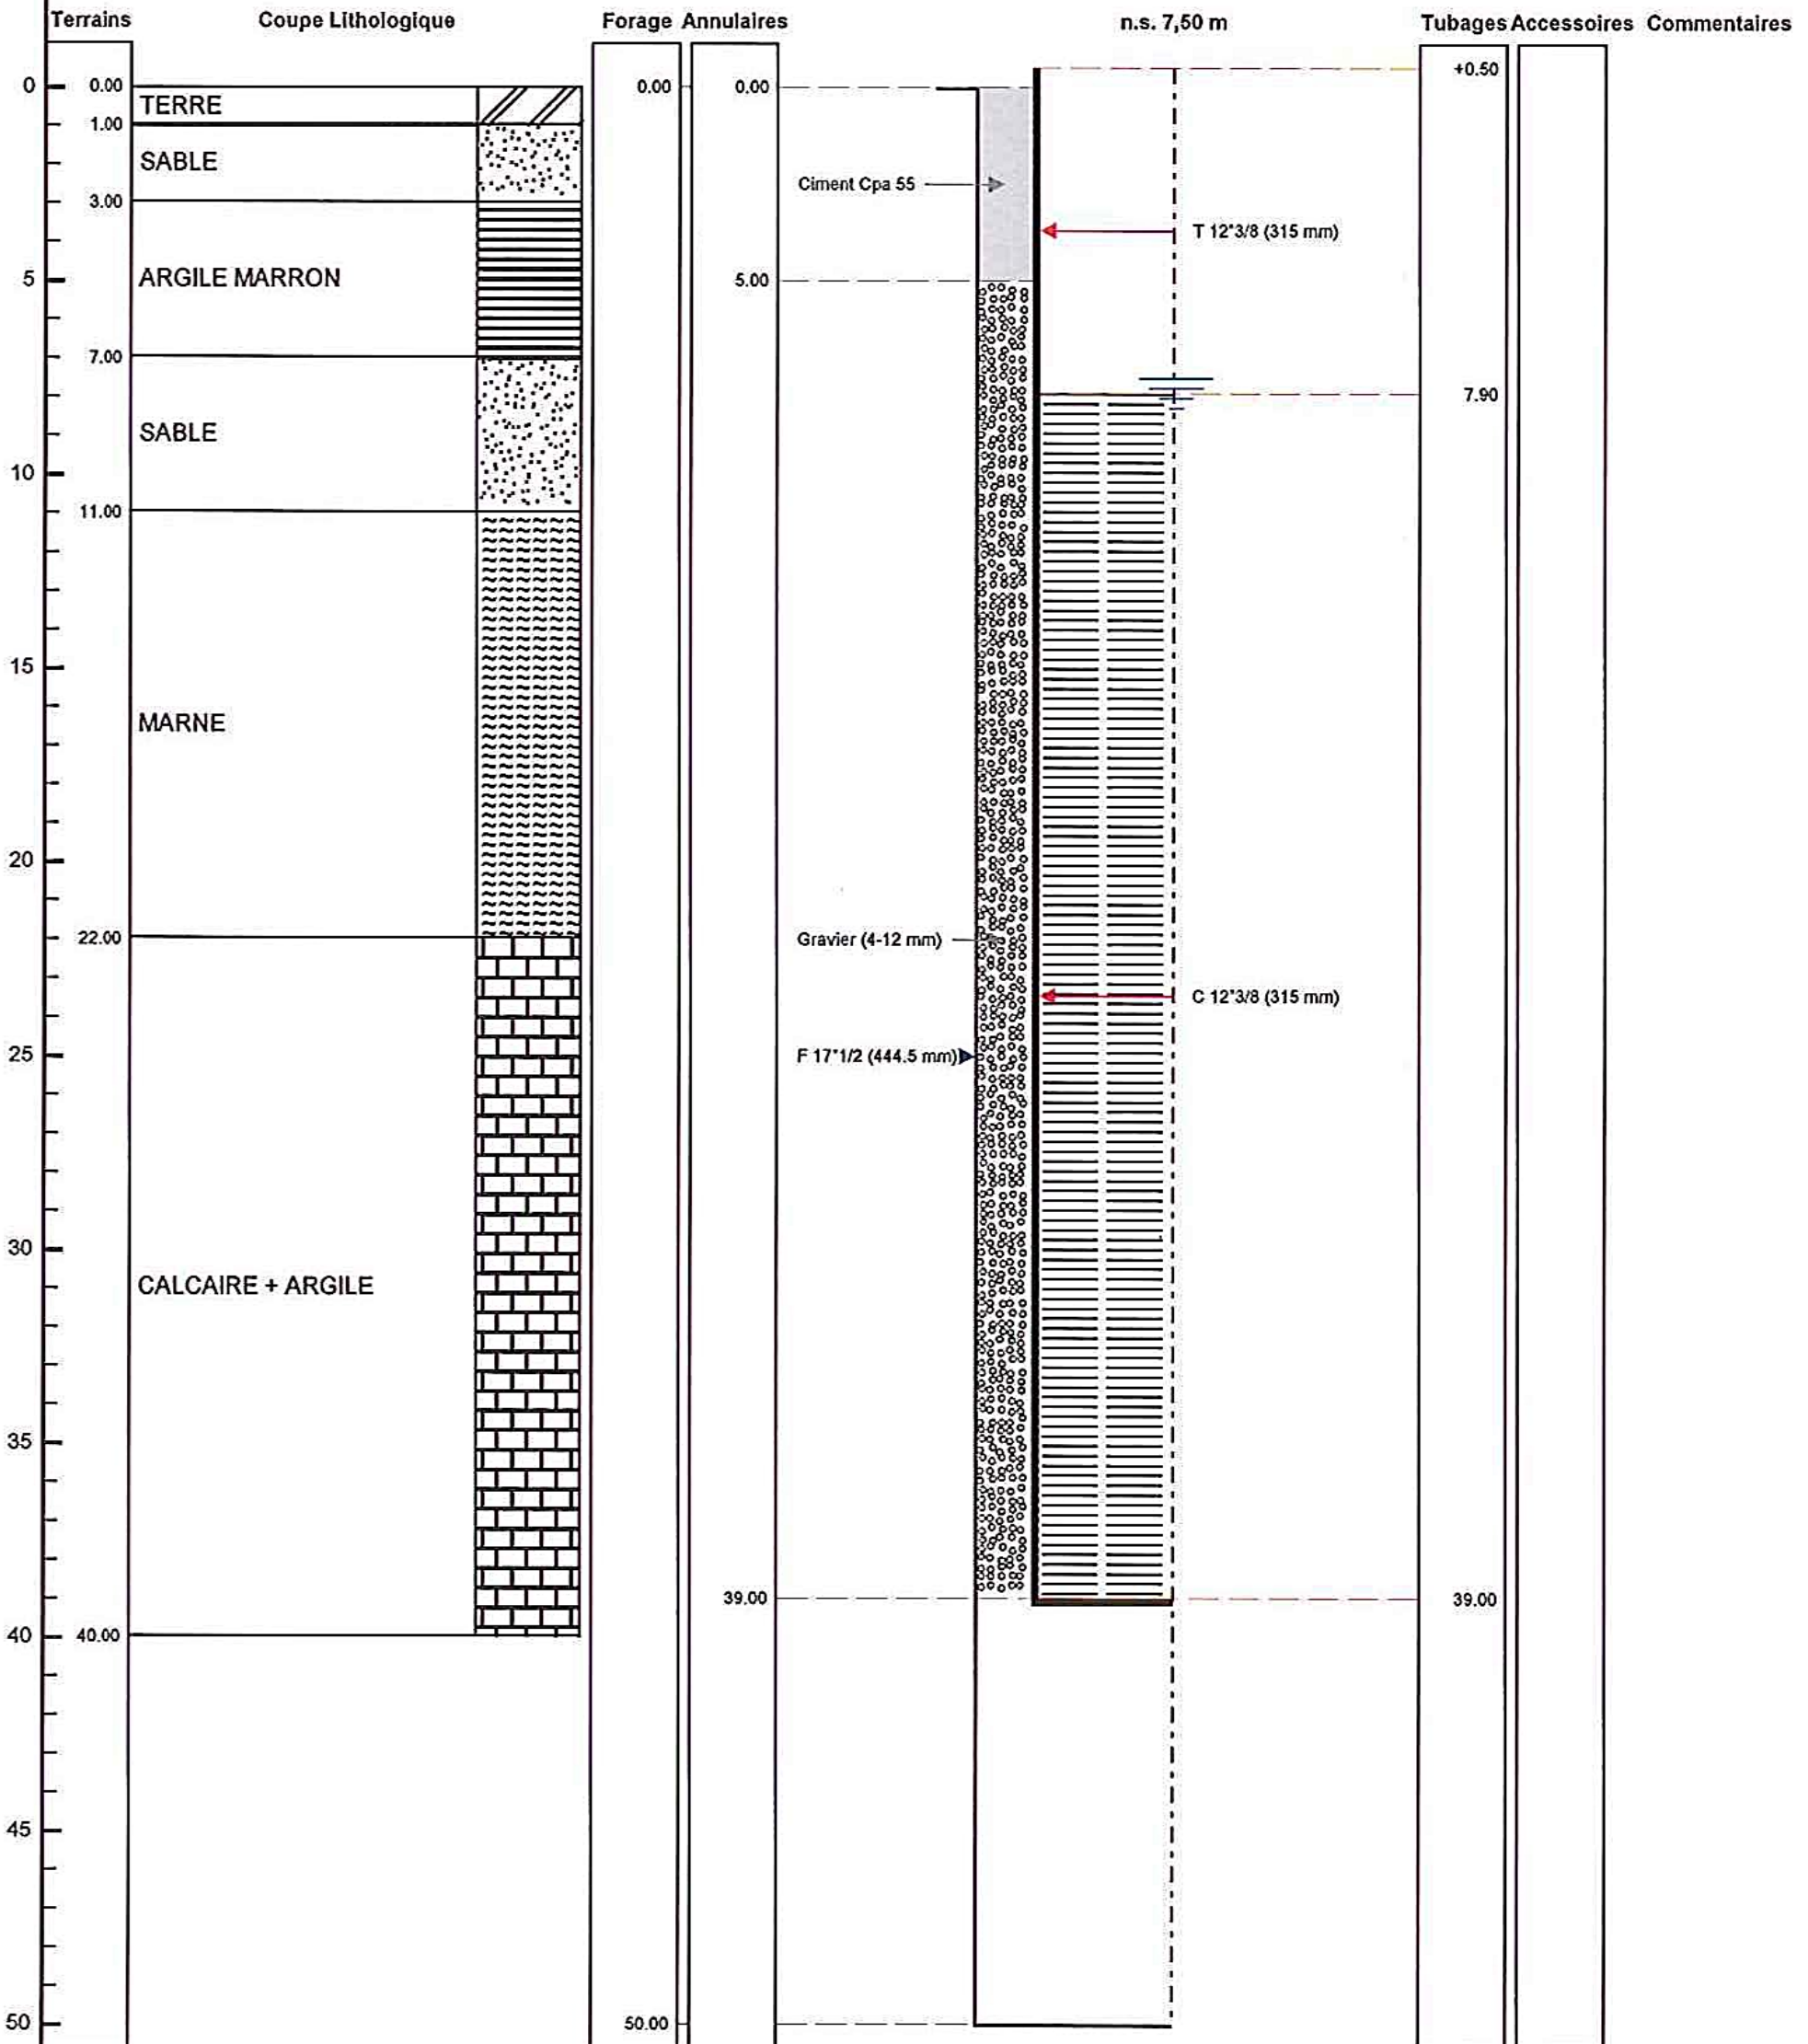 Terrains Coupe Lithologique Forage Annulaires n.s. 7,50 m Tubages Accessoires Commentaires
+0.50
0 0.00 0.00 0.00
TERRE
1.00
SABLE
Ciment Cpa 55
3.00
T 12"3/8 (315 mm)
5 ARGILE MARRON 5.00
7.00
7.90
SABLE
10
11.00
15
MARNE
20
22.00 Gravier (4-12 mm)
C 12"3/8 (315 mm)
25 F 17"1/2 (444.5 mm)
30
CALCAIRE + ARGILE
35
39.00 39.00
40 40.00
45
50 50.00